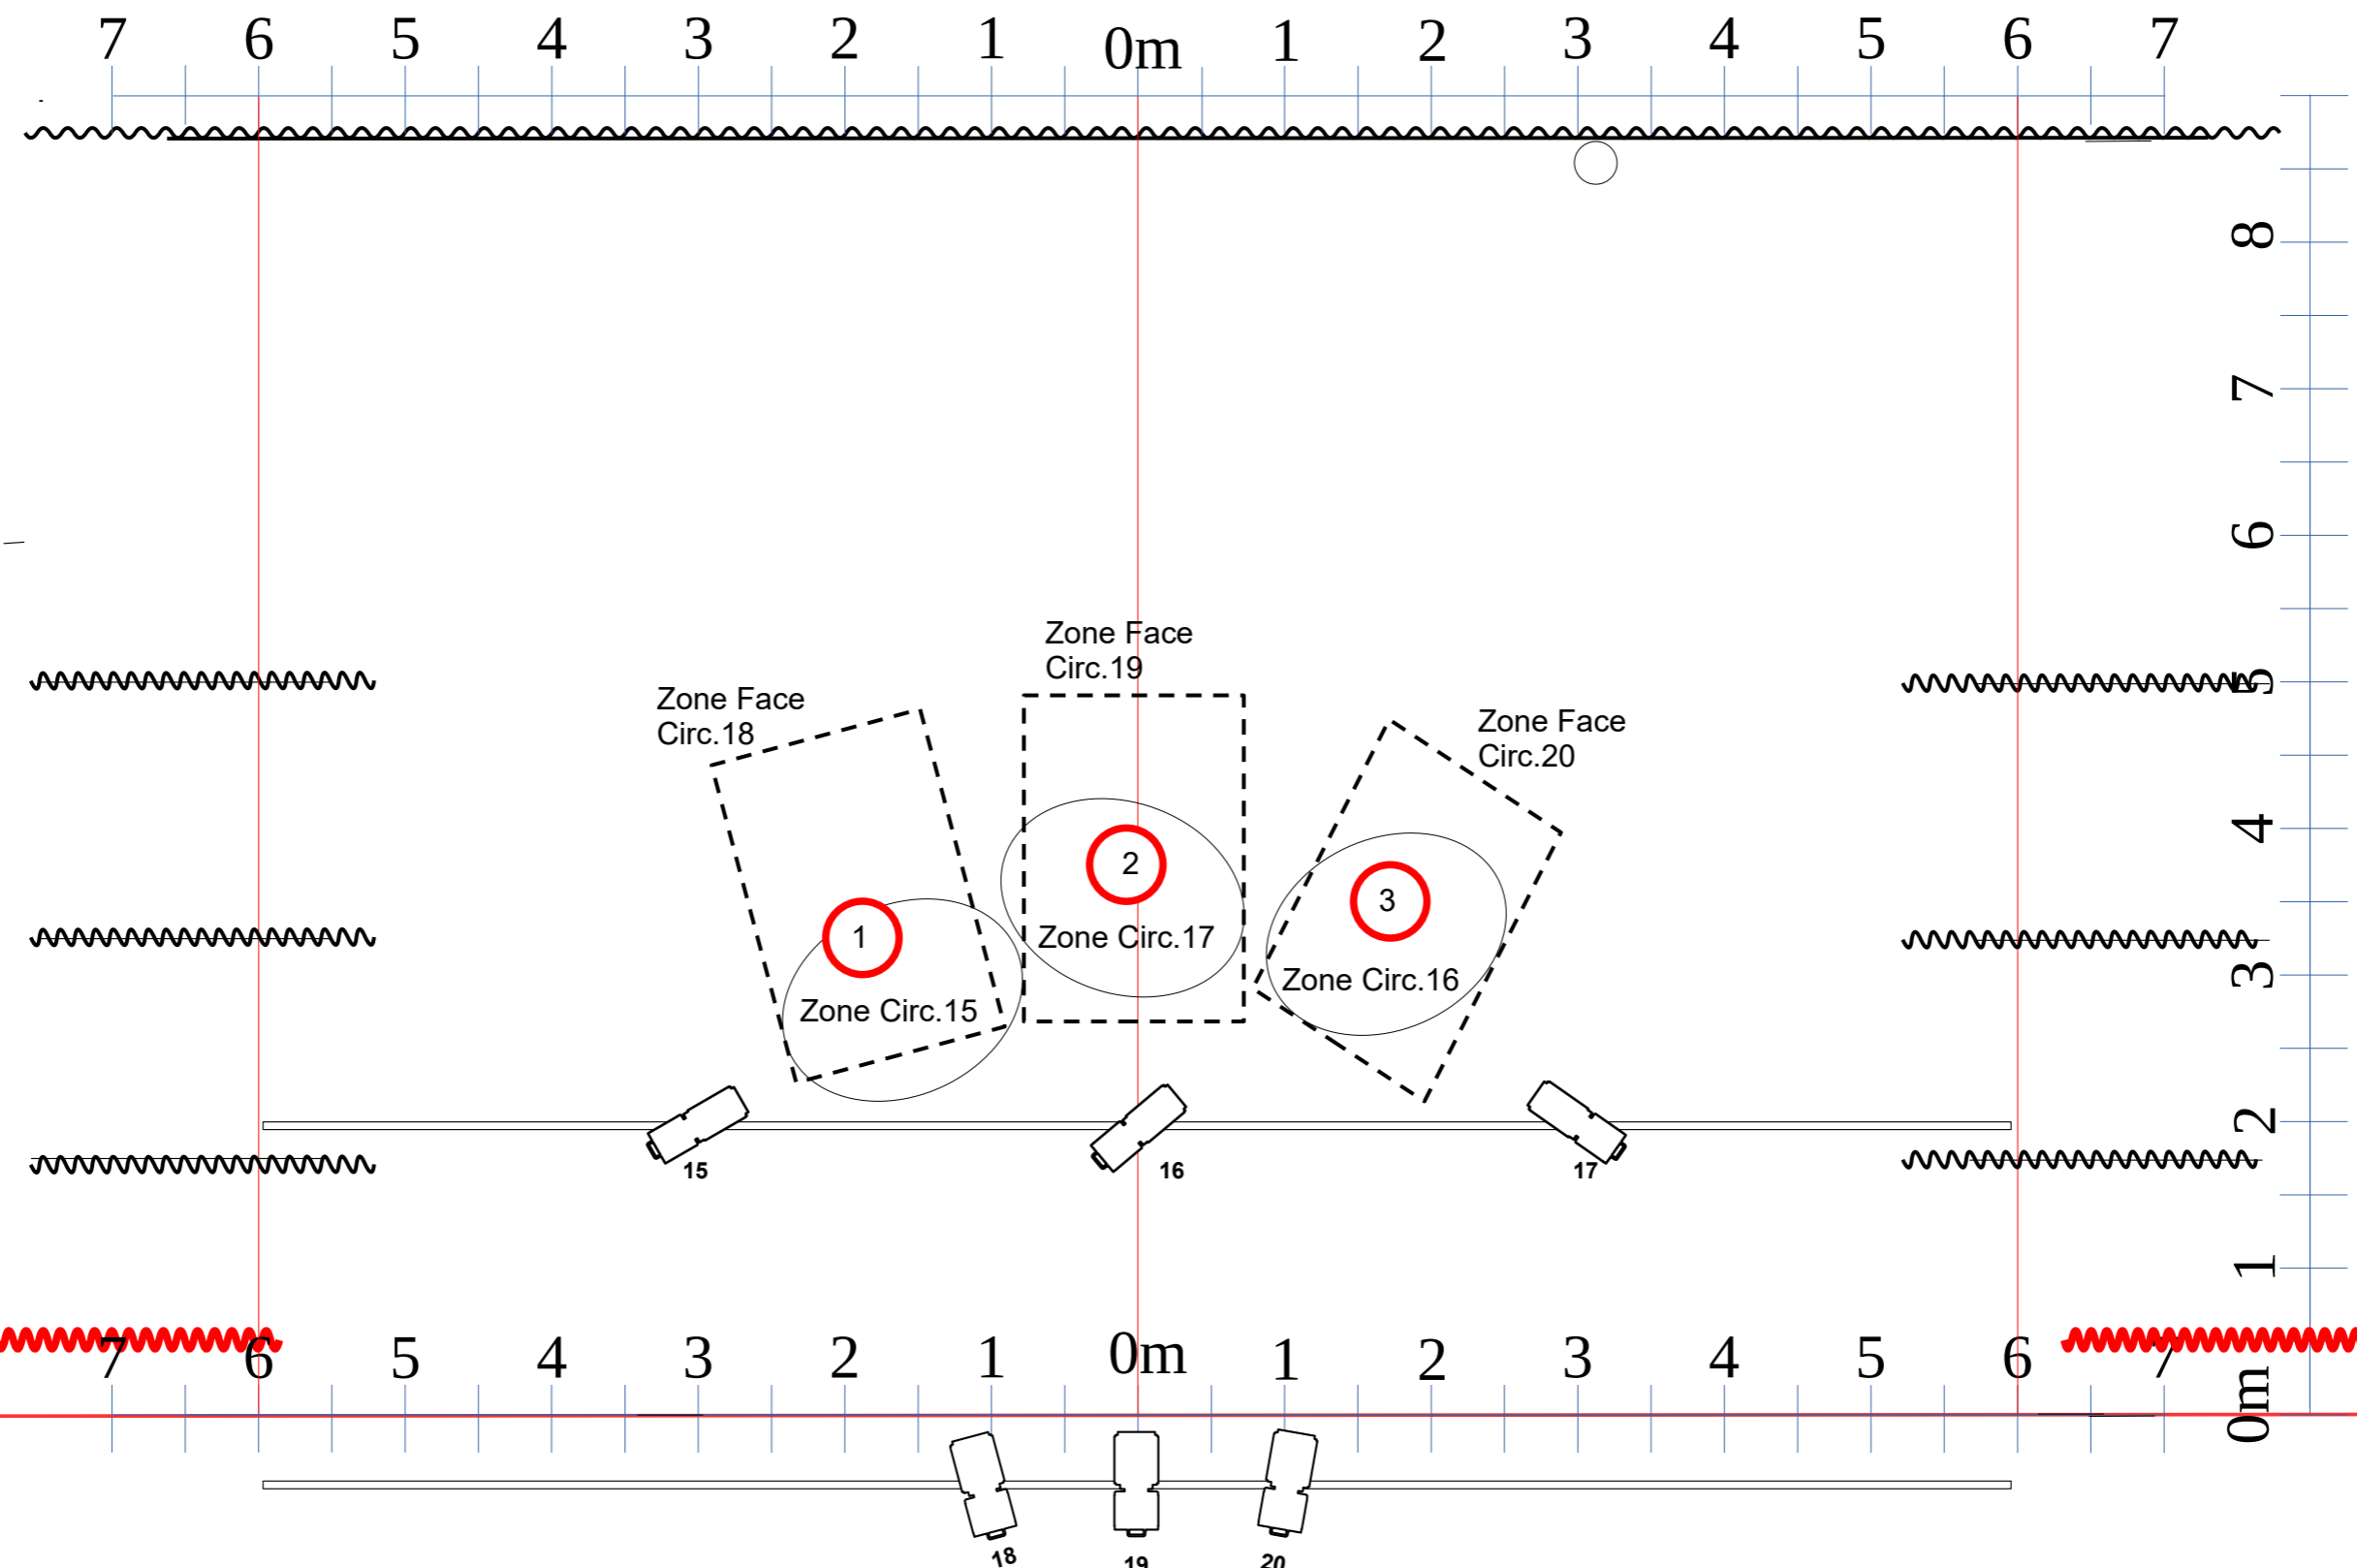 7 6 5 4 3 2 1 0m 1 2 3 4 5 6 7
8
7
6
Zone Face
Circ.19
5
Zone Face
Circ.18
Zone Face
Circ.20
4
2
3
1
Zone Circ.17
3
Zone Circ.16
Zone Circ.15
2
15
16
17
1
7 6 5 4 3 2 1 0m 1 2 3 4 5 6 7
0m
18
19
20